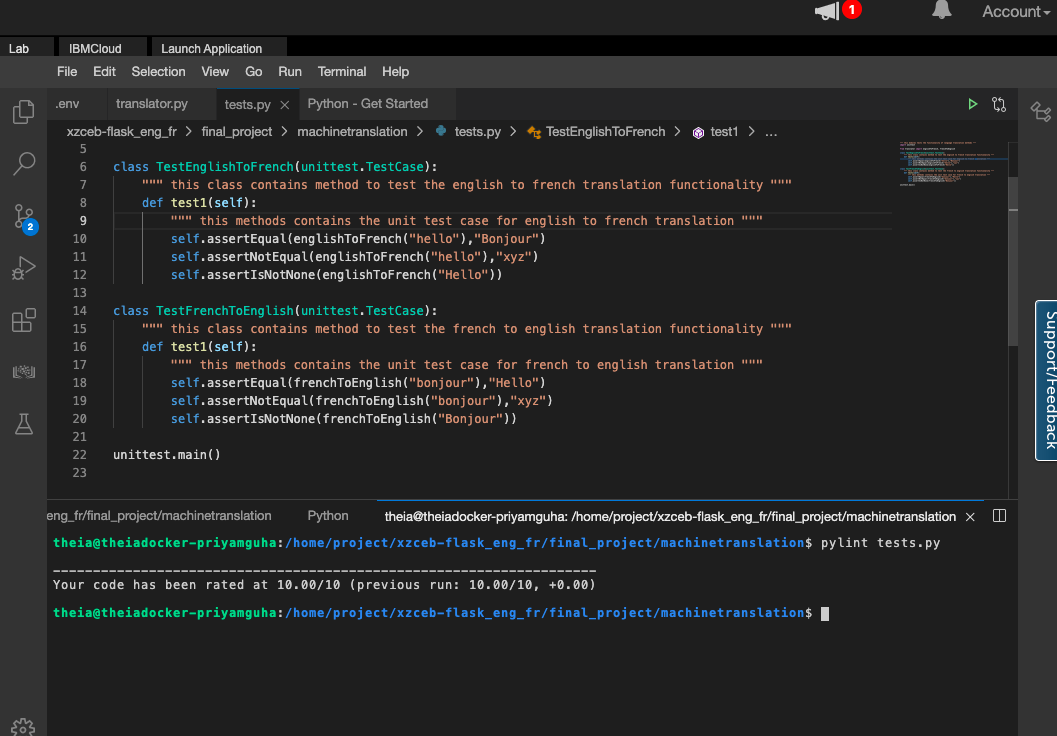 1
Account
Lab IBMCloud Launch Application
File Edit Selection View Go Run Terminal Help
.env translator.py tests.py Python - Get Started
xzceb-flask_eng_fr > final_project > machinetranslation > tests.py > TestEnglishToFrench > test1 > ...
5
6 class TestEnglishToFrench(unittest.TestCase):
7 """ this class contains method to test the english to french translation functionality """
8 def test1(self):
9 """ this methods contains the unit test case for english to french translation """
10 self.assertEqual(englishToFrench("hello"),"Bonjour")
11 self.assertNotEqual(englishToFrench("hello"),"xyz")
12 self.assertIsNotNone(englishToFrench("Hello"))
13
14 class TestFrenchToEnglish(unittest.TestCase):
15 """ this class contains method to test the french to english translation functionality """
16 def test1(self):
17 """ this methods contains the unit test case for french to english translation """
18 self.assertEqual(frenchToEnglish("bonjour"),"Hello")
19 self.assertNotEqual(frenchToEnglish("bonjour"),"xyz")
20 self.assertIsNotNone(frenchToEnglish("Bonjour"))
21
22 unittest.main()
23
2
Support/Feedback
eng_fr/final_project/machinetranslation Python theia@theiadocker-priyamguha: /home/project/xzceb-flask_eng_fr/final_project/machinetranslation
theia@theiadocker-priyamguha:/home/project/xzceb-flask_eng_fr/final_project/machinetranslation$ pylint tests.py
--------------------------------------------------------------------
Your code has been rated at 10.00/10 (previous run: 10.00/10, +0.00)
theia@theiadocker-priyamguha:/home/project/xzceb-flask_eng_fr/final_project/machinetranslation$